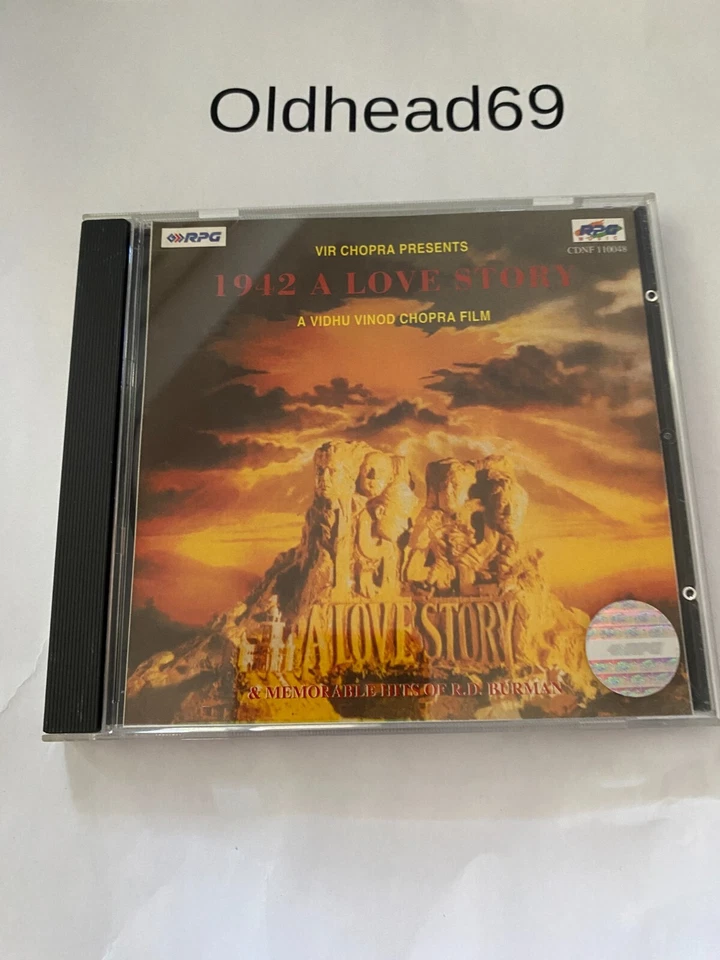 Oldhead69
RPG
RPG
MUSIC
CDNF 110048
VIR CHOPRA PRESENTS
1942 A LOVE STORY
A VIDHU VINOD CHOPRA FILM
1942
A LOVE STORY
& MEMORABLE HITS OF R.D. BURMAN